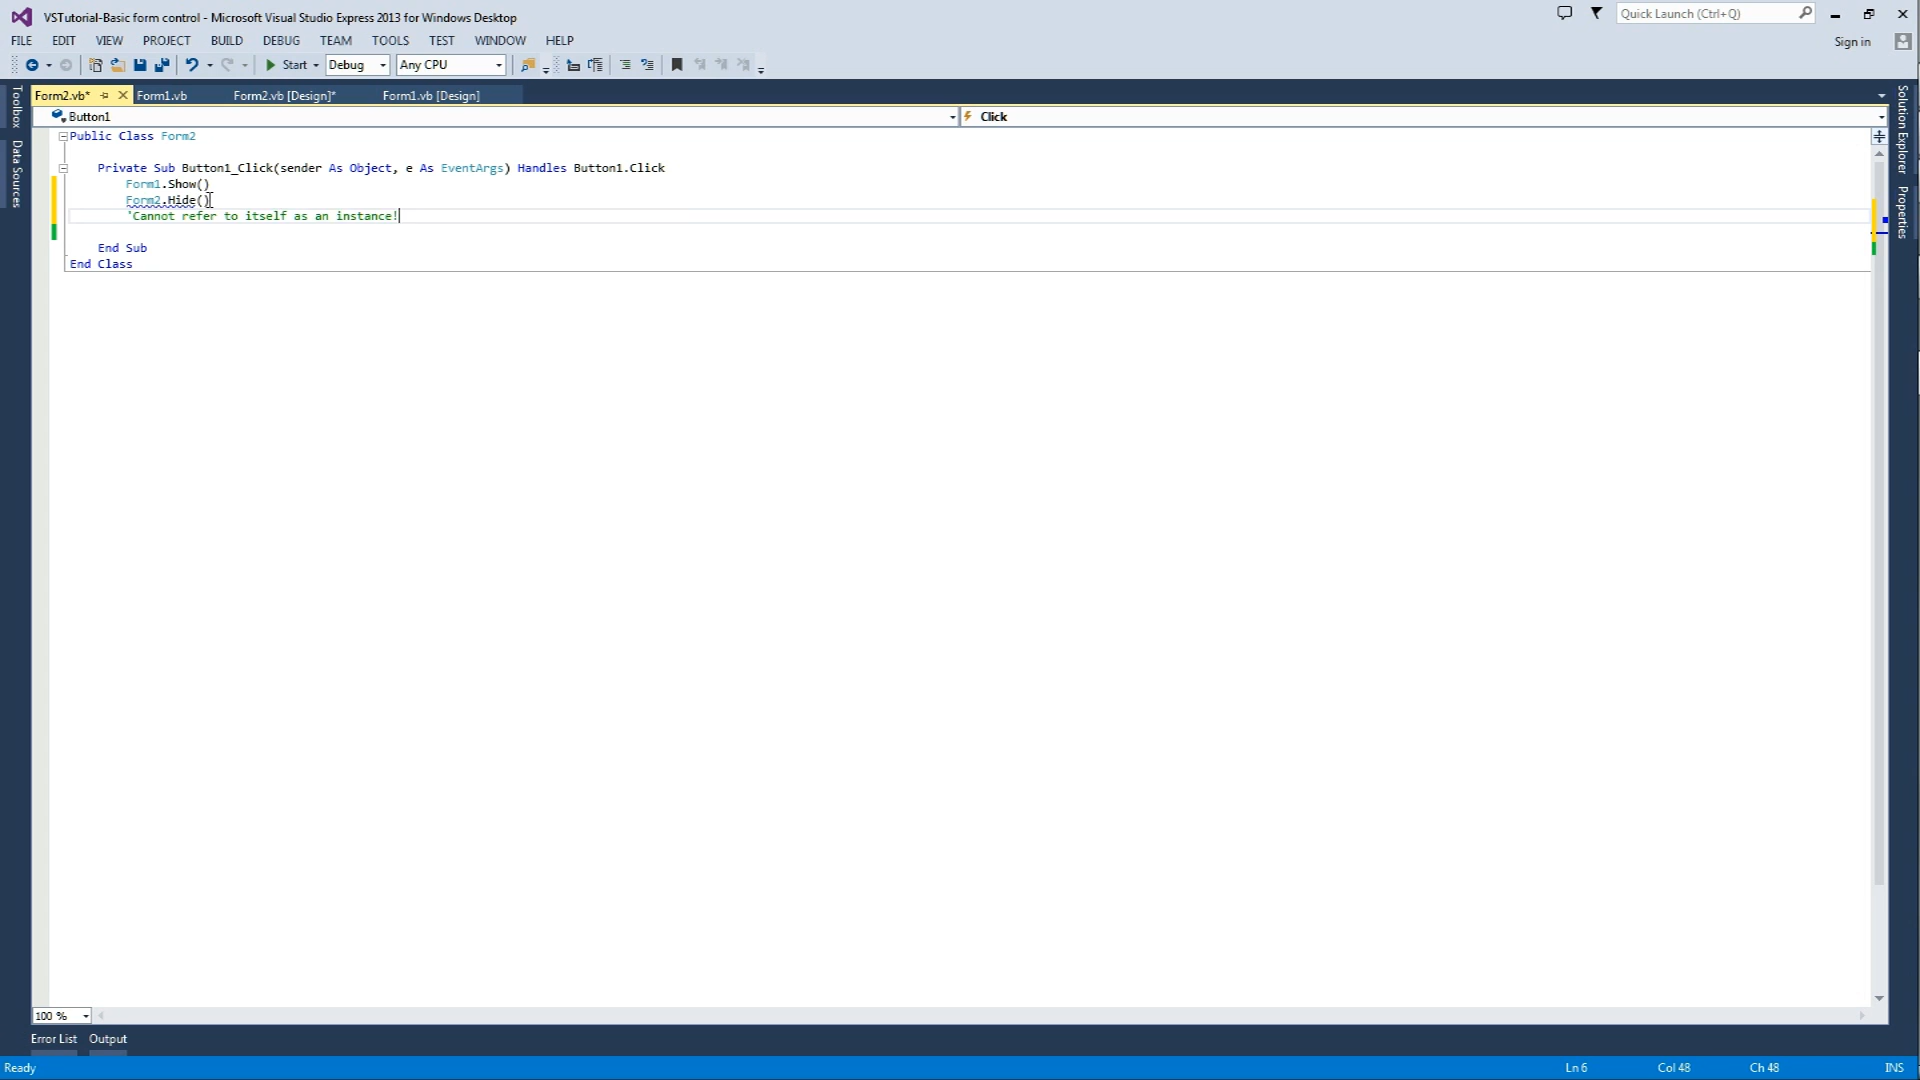 VSTutorial-Basic form control - Microsoft Visual Studio Express 2013 for Windows Desktop
Quick Launch (Ctrl+Q)
FILE EDIT VIEW PROJECT BUILD DEBUG TEAM TOOLS TEST WINDOW HELP
Sign in
Start Debug Any CPU
Form2.vb* Form1.vb Form2.vb [Design]* Form1.vb [Design]
Button1 Click
Toolbox
Data Sources
Solution Explorer
Properties
Public Class Form2
Private Sub Button1_Click(sender As Object, e As EventArgs) Handles Button1.Click
Form1.Show()
Form2.Hide()
'Cannot refer to itself as an instance!
End Sub
End Class
100 %
Error List Output
Ready Ln 6 Col 48 Ch 48 INS